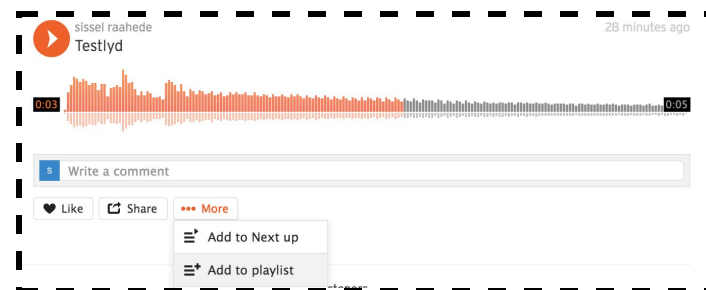 sissel raahede
28 minutes ago
Testlyd
0:03
0:05
S
Write a comment
Like
Share
More
Add to Next up
Add to playlist